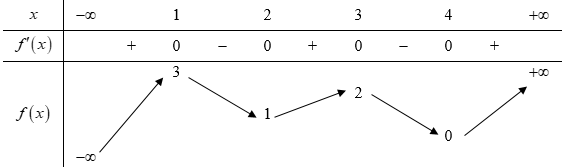 x −∞ 1 2 3 4 +∞
f′(x) + 0 − 0 + 0 − 0 +
3 +∞
2
f(x) 1
0
−∞